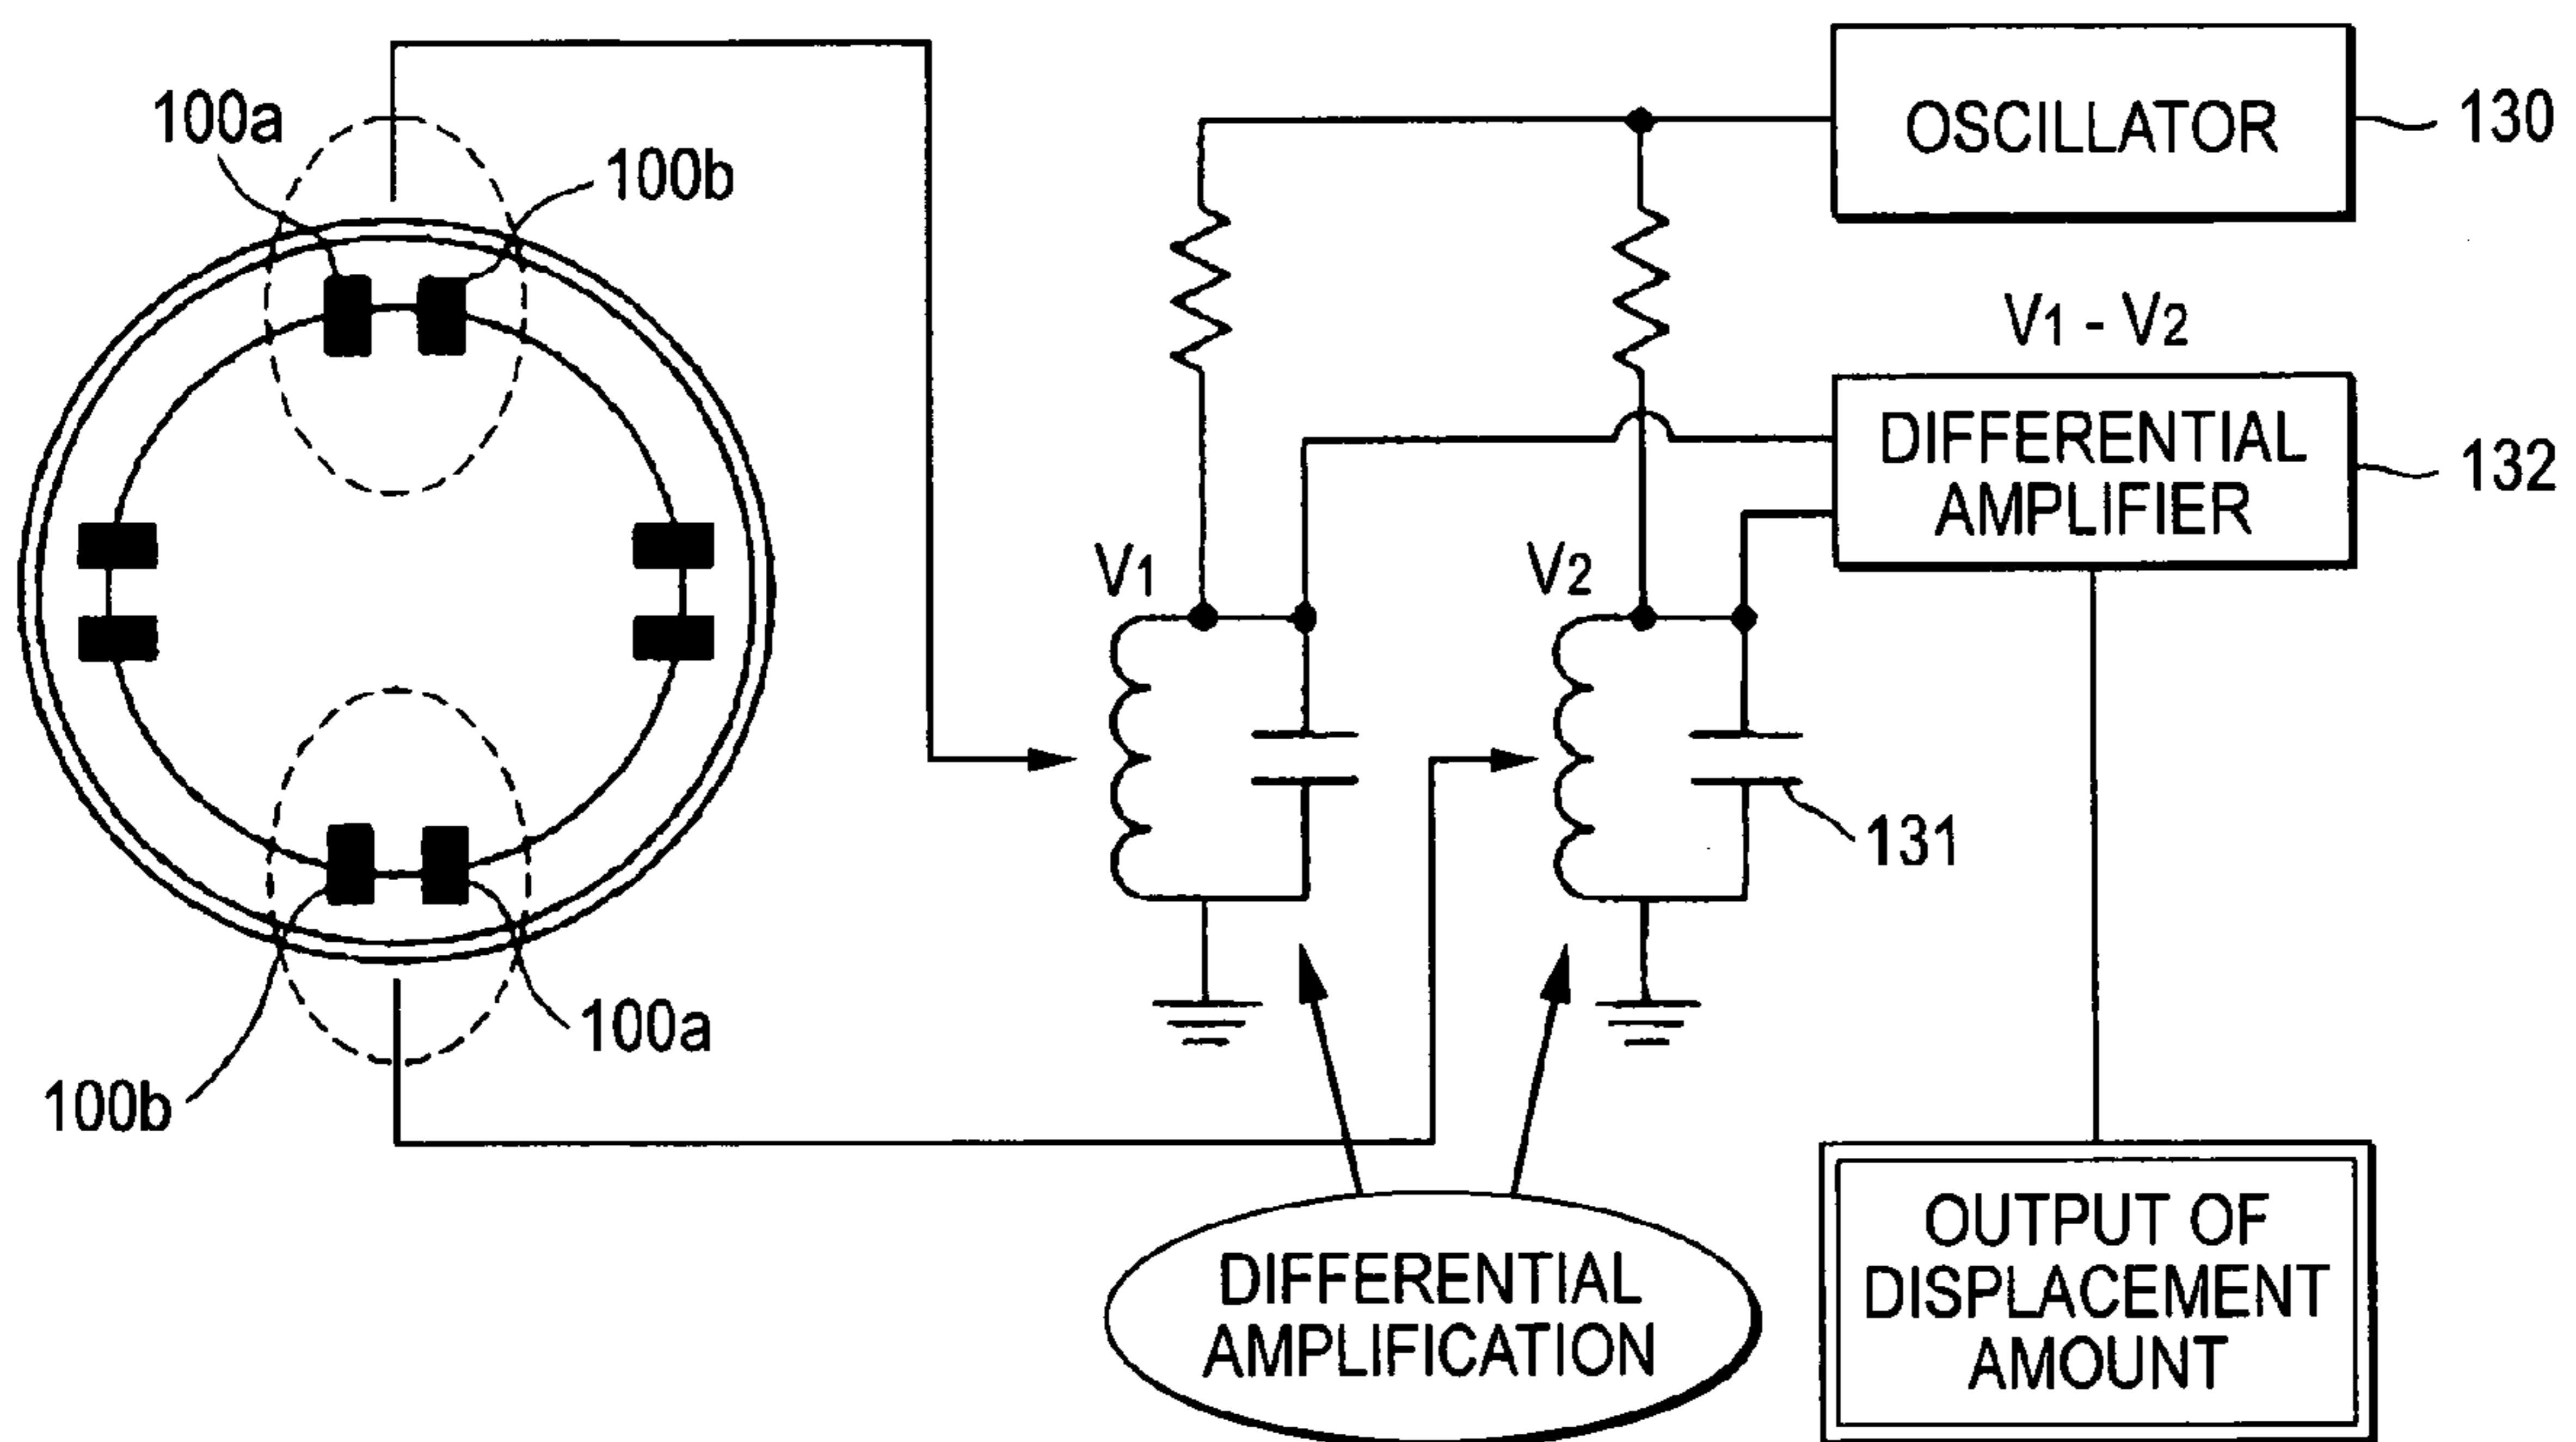 100a
100b
OSCILLATOR
130
V1 - V2
DIFFERENTIAL
AMPLIFIER
132
V1
V2
131
100a
100b
DIFFERENTIAL
AMPLIFICATION
OUTPUT OF
DISPLACEMENT
AMOUNT